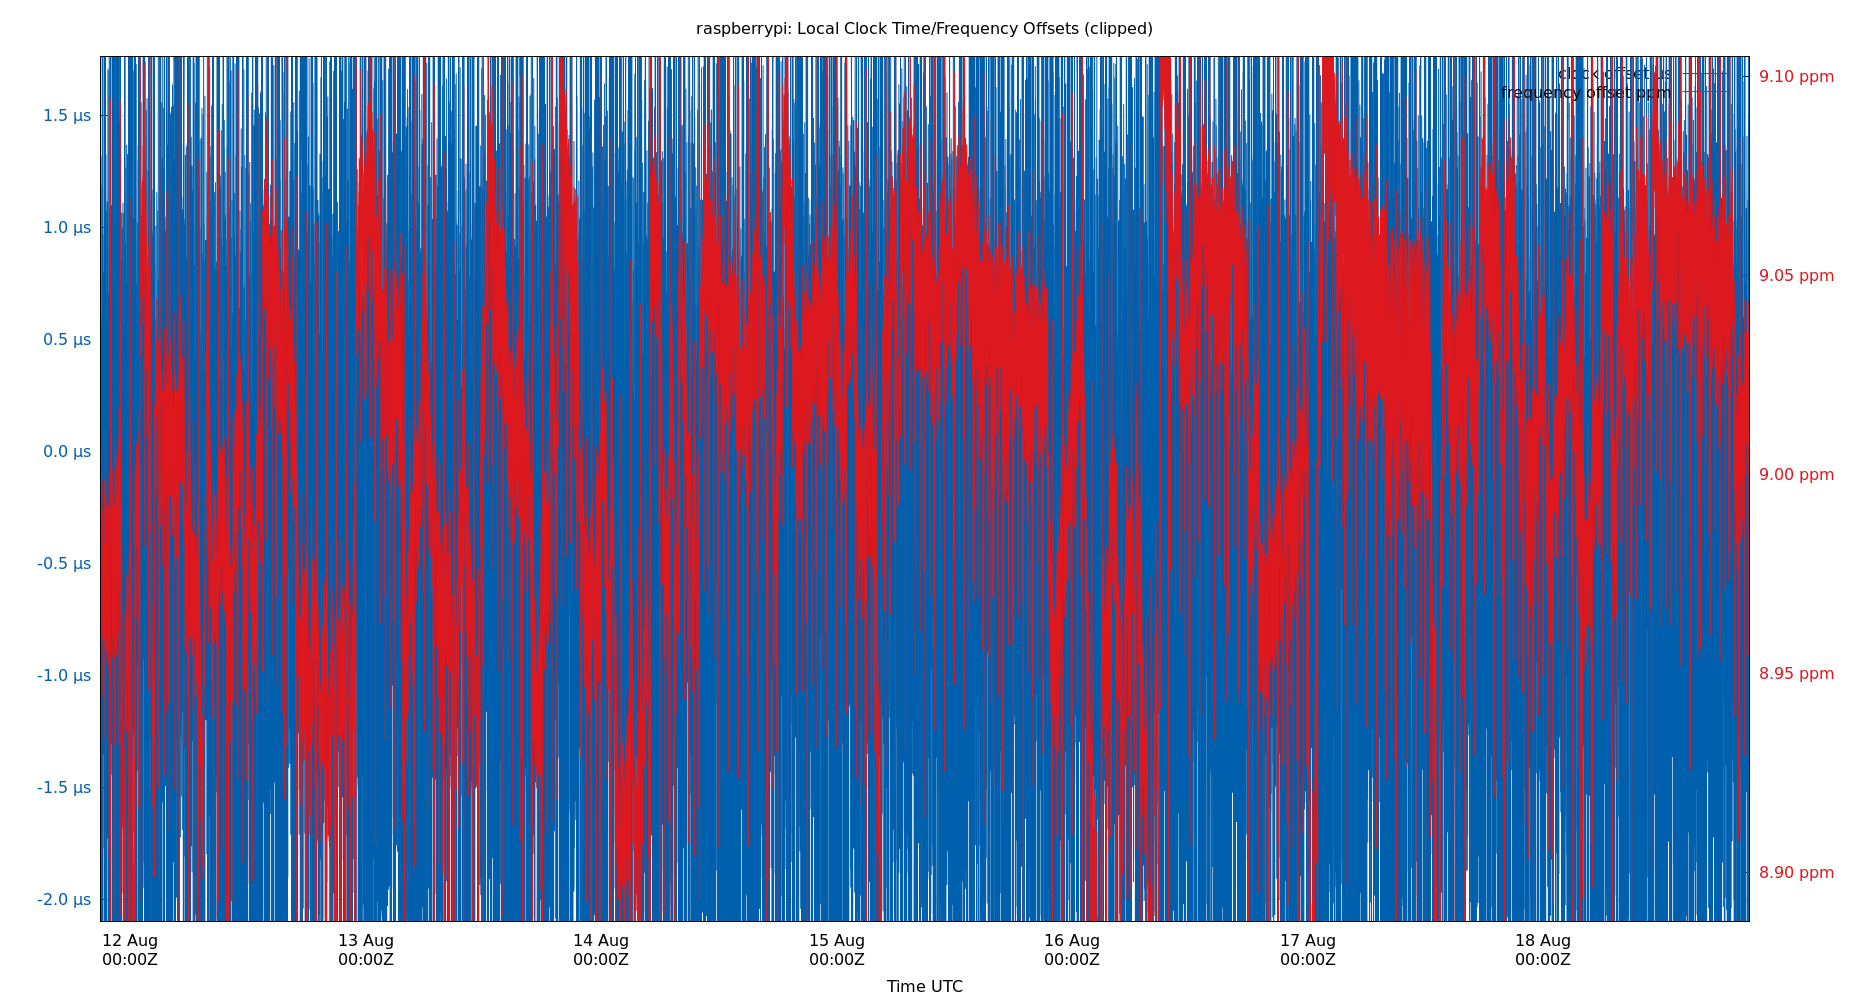 raspberrypi: Local Clock Time/Frequency Offsets (clipped)
clock offset µs
frequency offset ppm
1.5 µs
1.0 µs
0.5 µs
0.0 µs
-0.5 µs
-1.0 µs
-1.5 µs
-2.0 µs
9.10 ppm
9.05 ppm
9.00 ppm
8.95 ppm
8.90 ppm
12 Aug
00:00Z
13 Aug
00:00Z
14 Aug
00:00Z
15 Aug
00:00Z
16 Aug
00:00Z
17 Aug
00:00Z
18 Aug
00:00Z
Time UTC